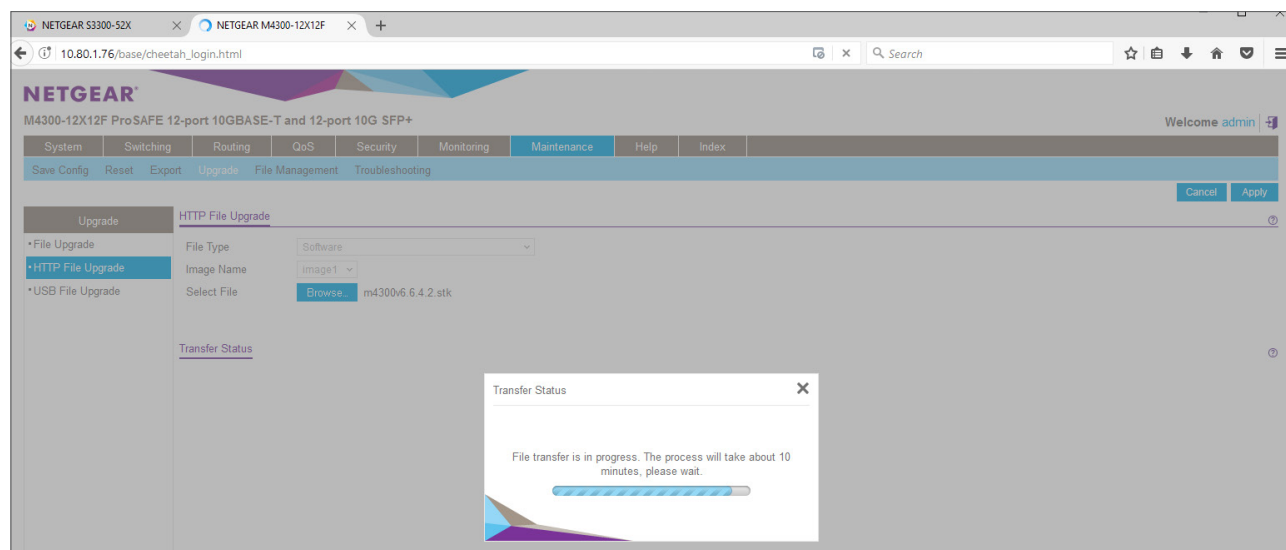 NETGEAR S3300-52X NETGEAR M4300-12X12F
10.80.1.76/base/cheetah_login.html Search
NETGEAR®
M4300-12X12F ProSAFE 12-port 10GBASE-T and 12-port 10G SFP+ Welcome admin
System Switching Routing QoS Security Monitoring Maintenance Help Index
Save Config Reset Export Upgrade File Management Troubleshooting
Cancel Apply
Upgrade HTTP File Upgrade ?
•File Upgrade File Type Software
•HTTP File Upgrade Image Name image1
•USB File Upgrade Select File Browse.. m4300v6.6.4.2.stk
Transfer Status ?
Transfer Status
File transfer is in progress. The process will take about 10
minutes, please wait.